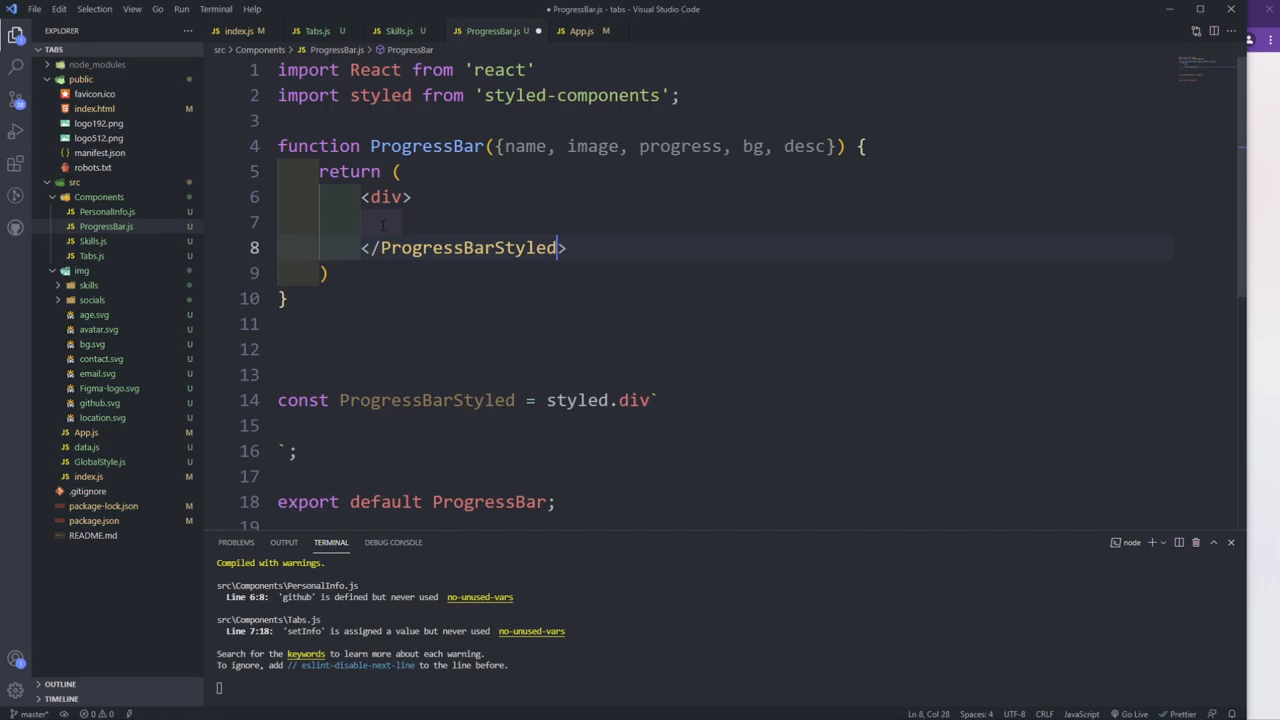 File Edit Selection View Go Run Terminal Help
● ProgressBar.js - tabs - Visual Studio Code
EXPLORER
TABS
node_modules
public
favicon.ico
index.html M
logo192.png
logo512.png
manifest.json
robots.txt
src
Components
PersonalInfo.js U
ProgressBar.js U
Skills.js U
Tabs.js U
img
skills
socials
age.svg U
avatar.svg U
bg.svg U
contact.svg U
email.svg U
Figma-logo.svg U
github.svg U
location.svg U
App.js M
data.js U
GlobalStyle.js U
index.js M
.gitignore
package-lock.json M
package.json M
README.md
OUTLINE
TIMELINE
index.js M Tabs.js U Skills.js U ProgressBar.js U ● App.js M
src > Components > ProgressBar.js > ProgressBar
1 import React from 'react'
2 import styled from 'styled-components';
3
4 function ProgressBar({name, image, progress, bg, desc}) {
5 return (
6 <div>
7
8 </ProgressBarStyled>
9 )
10 }
11
12
13
14 const ProgressBarStyled = styled.div`
15
16 `;
17
18 export default ProgressBar;
19
PROBLEMS OUTPUT TERMINAL DEBUG CONSOLE
node
Compiled with warnings.
src\Components\PersonalInfo.js
Line 6:8: 'github' is defined but never used no-unused-vars
src\Components\Tabs.js
Line 7:18: 'setInfo' is assigned a value but never used no-unused-vars
Search for the keywords to learn more about each warning.
To ignore, add // eslint-disable-next-line to the line before.
master* 0 0 Ln 8, Col 28 Spaces: 4 UTF-8 CRLF JavaScript Go Live Prettier